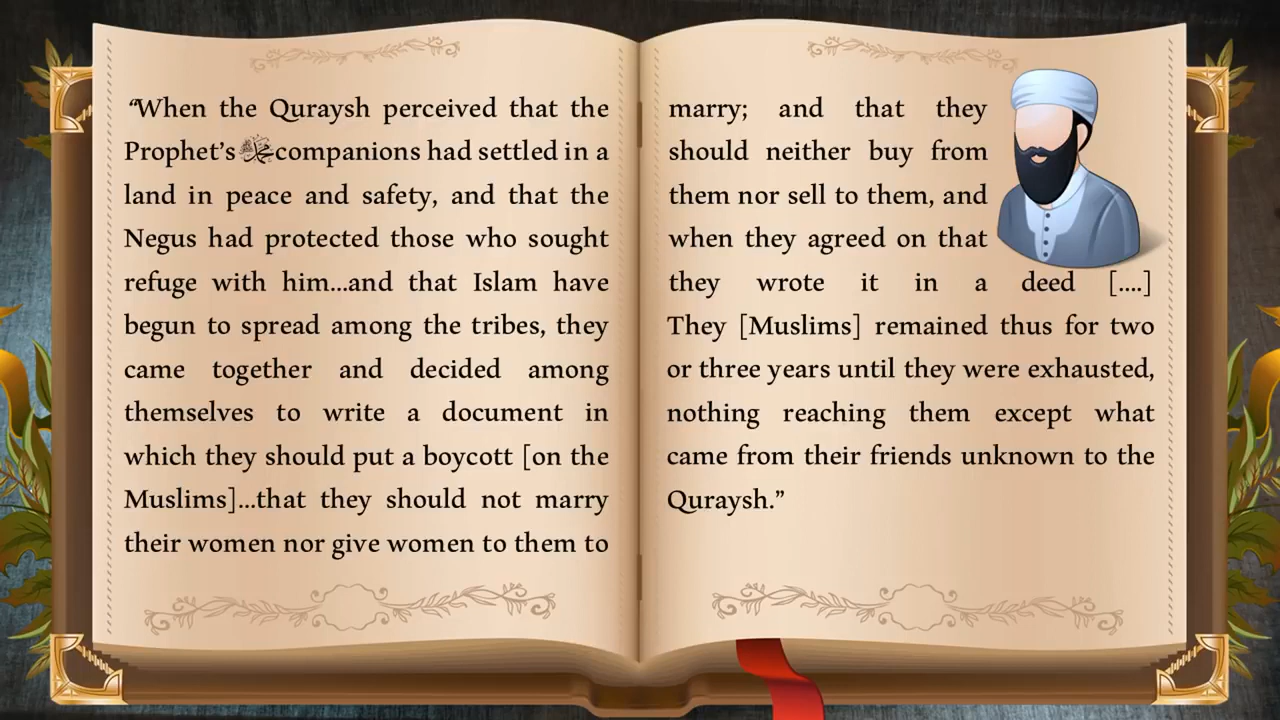 “When the Quraysh perceived that the
Prophet’s ﷴ companions had settled in a
land in peace and safety, and that the
Negus had protected those who sought
refuge with him...and that Islam have
begun to spread among the tribes, they
came together and decided among
themselves to write a document in
which they should put a boycott [on the
Muslims]...that they should not marry
their women nor give women to them to
marry; and that they
should neither buy from
them nor sell to them, and
when they agreed on that
they wrote it in a deed [....]
They [Muslims] remained thus for two
or three years until they were exhausted,
nothing reaching them except what
came from their friends unknown to the
Quraysh.”